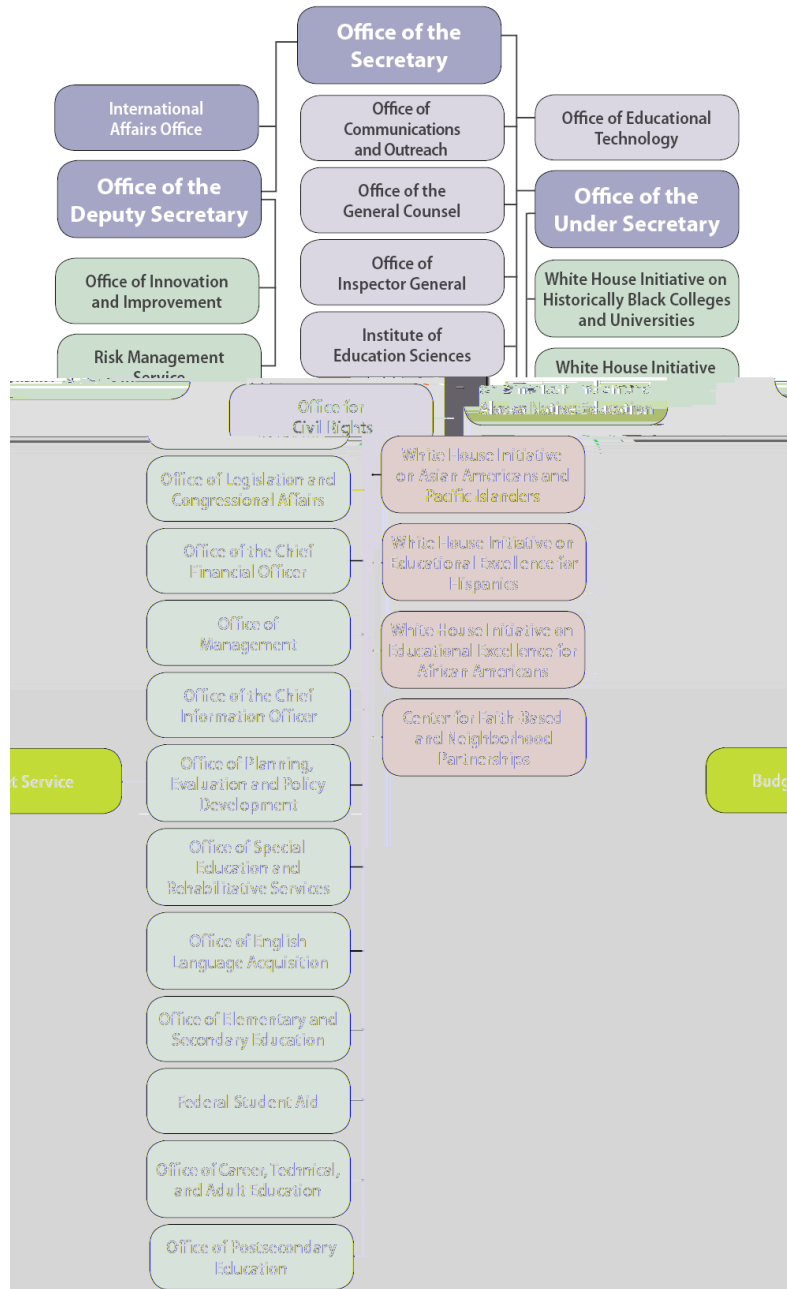 Office of the
Secretary
International
Affairs Office
Office of
Communications
and Outreach
Office of Educational
Technology
Office of the
Deputy Secretary
Office of the
General Counsel
Office of the
Under Secretary
Office of Innovation
and Improvement
Office of
Inspector General
White House Initiative on
Historically Black Colleges
and Universities
Risk Management
Service
Institute of
Education Sciences
White House Initiative
Alaska Native Education
Office for
Civil Rights
Office of Legislation and
Congressional Affairs
White House Initiative
on Asian Americans and
Pacific Islanders
Office of the Chief
Financial Officer
White House Initiative on
Educational Excellence for
Hispanics
Office of
Management
White House Initiative on
Educational Excellence for
African Americans
Office of the Chief
Information Officer
Center for Faith-Based
and Neighborhood
Partnerships
t Service
Office of Planning,
Evaluation and Policy
Development
Budg
Office of Special
Education and
Rehabilitative Services
Office of English
Language Acquisition
Office of Elementary and
Secondary Education
Federal Student Aid
Office of Career, Technical,
and Adult Education
Office of Postsecondary
Education